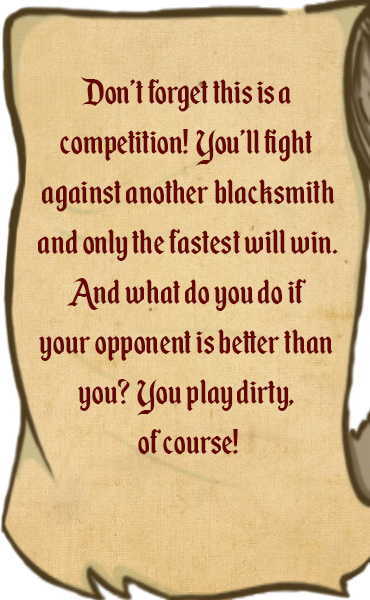 Don't forget this is a
competition! You'll fight
against another blacksmith
and only the fastest will win.
And what do you do if
your opponent is better than
you? You play dirty,
of course!